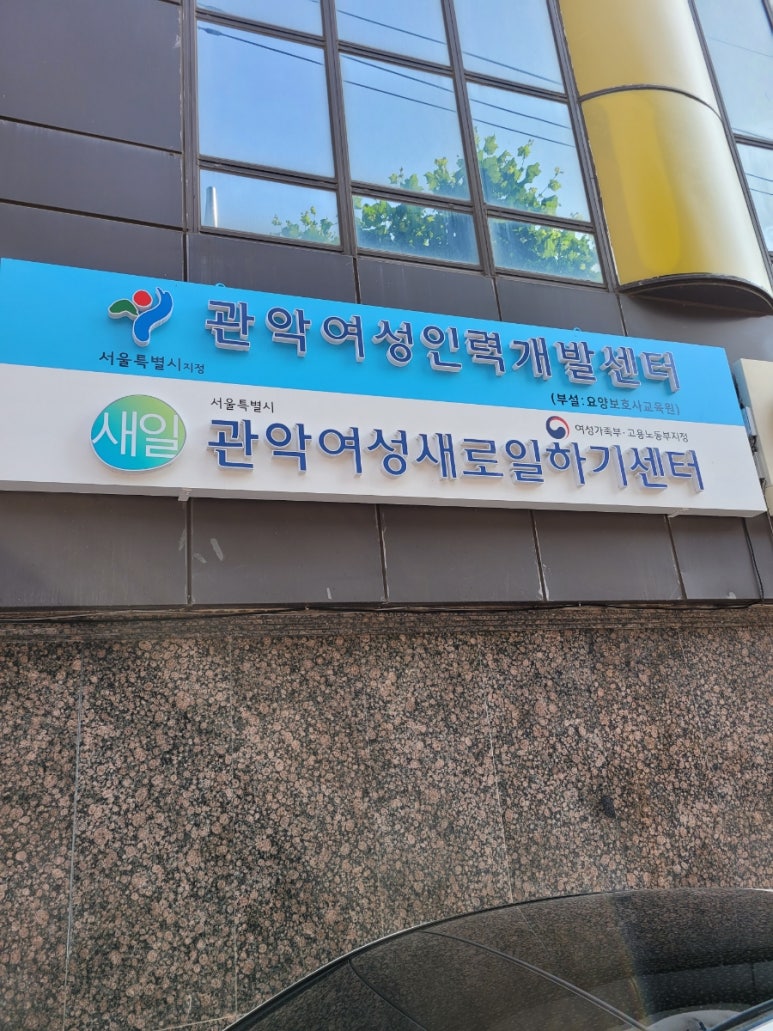 관악여성인력개발센터
서울특별시지정
(부설 : 요양보호사교육원)
새일
서울특별시
여성가족부·고용노동부지정
관악여성새로일하기센터